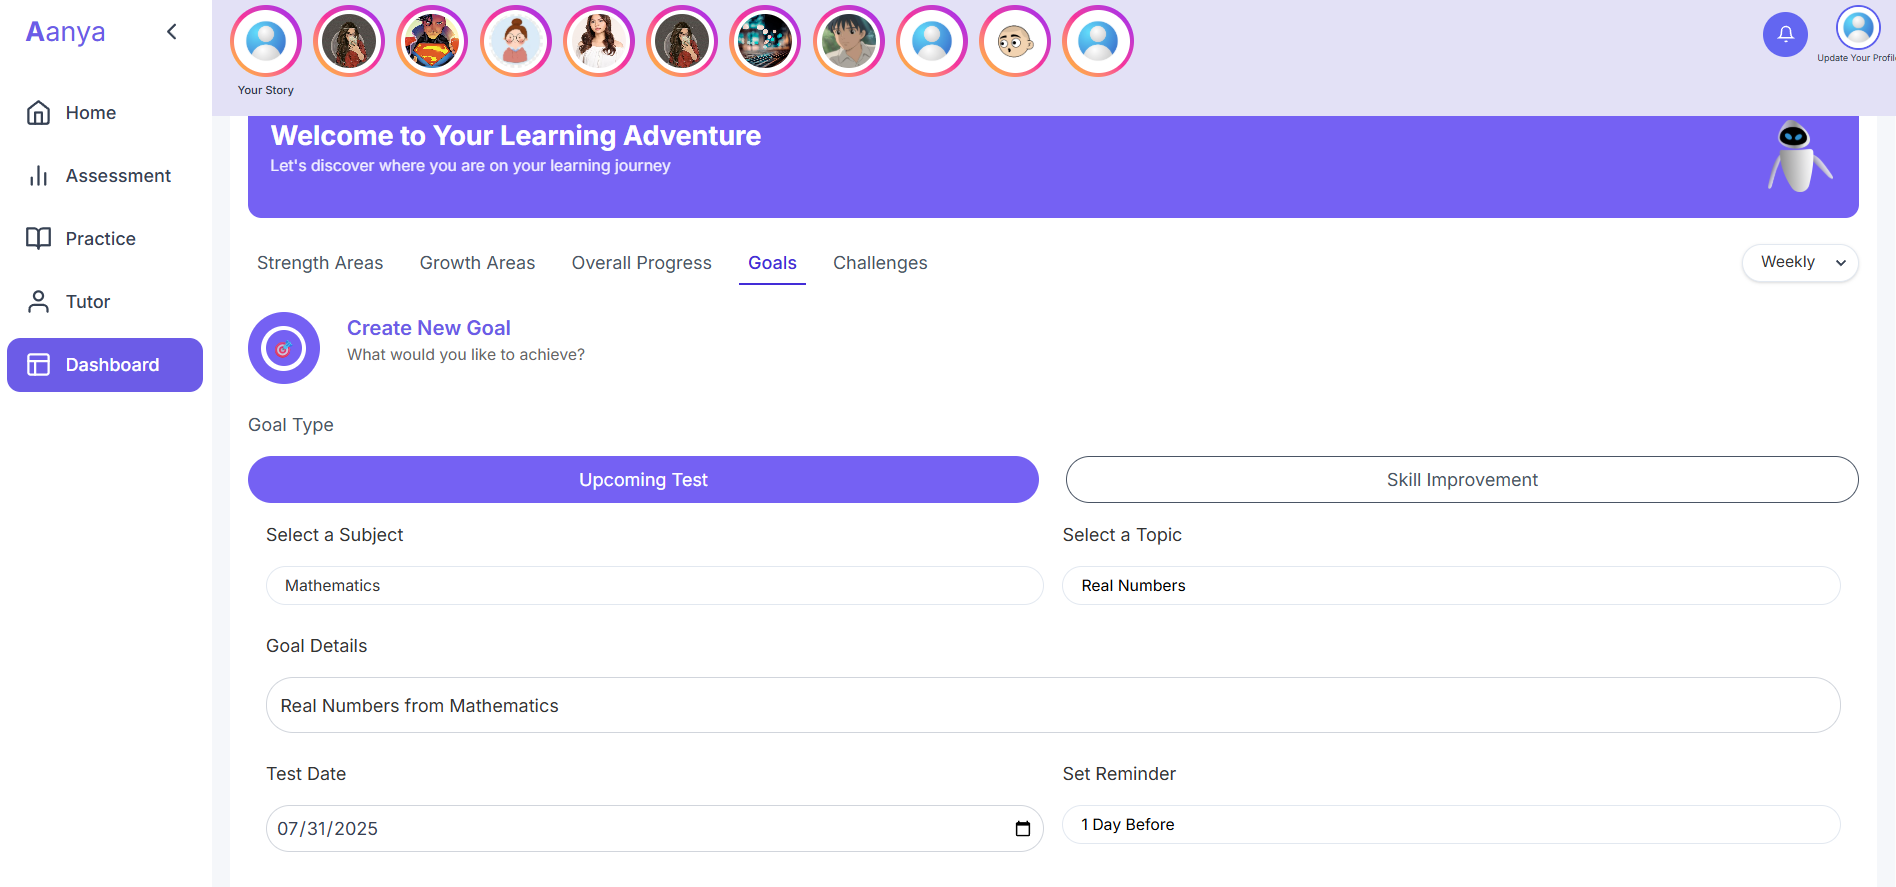 Aanya
Home
Assessment
Practice
Tutor
Dashboard
Your Story
Update Your Profile
Welcome to Your Learning Adventure
Let's discover where you are on your learning journey
Strength Areas
Growth Areas
Overall Progress
Goals
Challenges
Weekly
Create New Goal
What would you like to achieve?
Goal Type
Upcoming Test
Skill Improvement
Select a Subject
Select a Topic
Mathematics
Real Numbers
Goal Details
Real Numbers from Mathematics
Test Date
Set Reminder
07/31/2025
1 Day Before